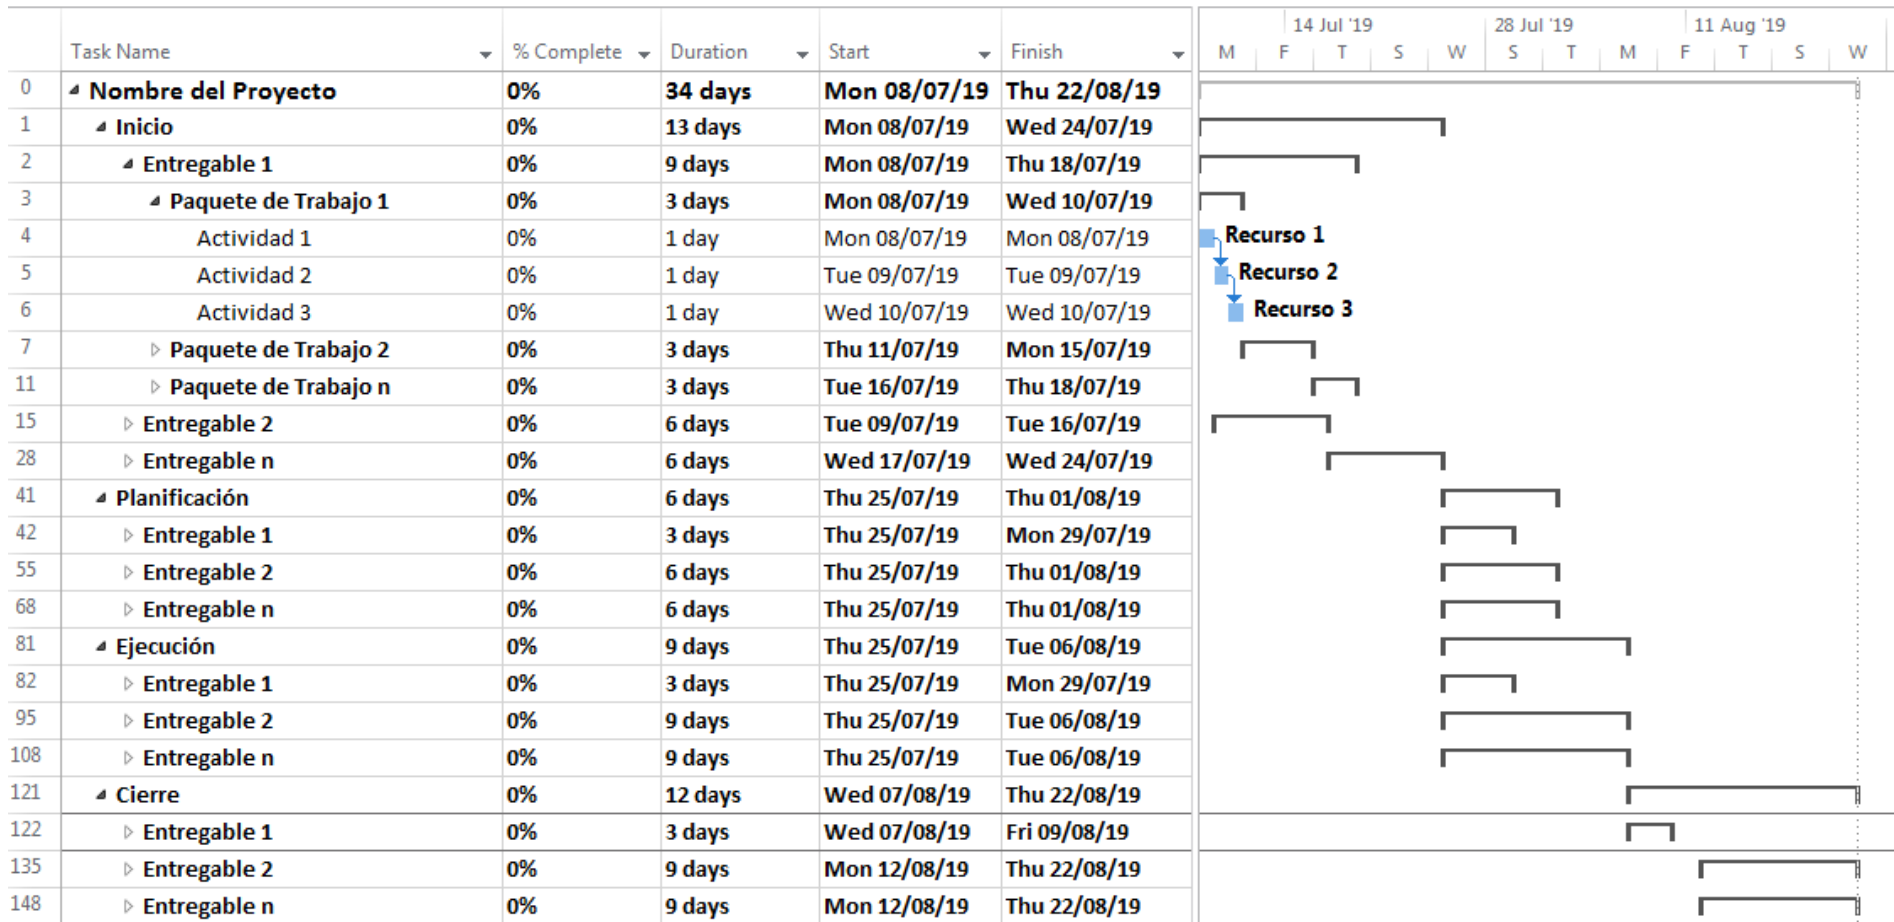 14 Jul '19 28 Jul '19 11 Aug '19
Task Name % Complete Duration Start Finish M F T S W S T M F T S W
0 Nombre del Proyecto 0% 34 days Mon 08/07/19 Thu 22/08/19
1 Inicio 0% 13 days Mon 08/07/19 Wed 24/07/19
2 Entregable 1 0% 9 days Mon 08/07/19 Thu 18/07/19
3 Paquete de Trabajo 1 0% 3 days Mon 08/07/19 Wed 10/07/19
4 Actividad 1 0% 1 day Mon 08/07/19 Mon 08/07/19 Recurso 1
5 Actividad 2 0% 1 day Tue 09/07/19 Tue 09/07/19 Recurso 2
6 Actividad 3 0% 1 day Wed 10/07/19 Wed 10/07/19 Recurso 3
7 Paquete de Trabajo 2 0% 3 days Thu 11/07/19 Mon 15/07/19
11 Paquete de Trabajo n 0% 3 days Tue 16/07/19 Thu 18/07/19
15 Entregable 2 0% 6 days Tue 09/07/19 Tue 16/07/19
28 Entregable n 0% 6 days Wed 17/07/19 Wed 24/07/19
41 Planificación 0% 6 days Thu 25/07/19 Thu 01/08/19
42 Entregable 1 0% 3 days Thu 25/07/19 Mon 29/07/19
55 Entregable 2 0% 6 days Thu 25/07/19 Thu 01/08/19
68 Entregable n 0% 6 days Thu 25/07/19 Thu 01/08/19
81 Ejecución 0% 9 days Thu 25/07/19 Tue 06/08/19
82 Entregable 1 0% 3 days Thu 25/07/19 Mon 29/07/19
95 Entregable 2 0% 9 days Thu 25/07/19 Tue 06/08/19
108 Entregable n 0% 9 days Thu 25/07/19 Tue 06/08/19
121 Cierre 0% 12 days Wed 07/08/19 Thu 22/08/19
122 Entregable 1 0% 3 days Wed 07/08/19 Fri 09/08/19
135 Entregable 2 0% 9 days Mon 12/08/19 Thu 22/08/19
148 Entregable n 0% 9 days Mon 12/08/19 Thu 22/08/19